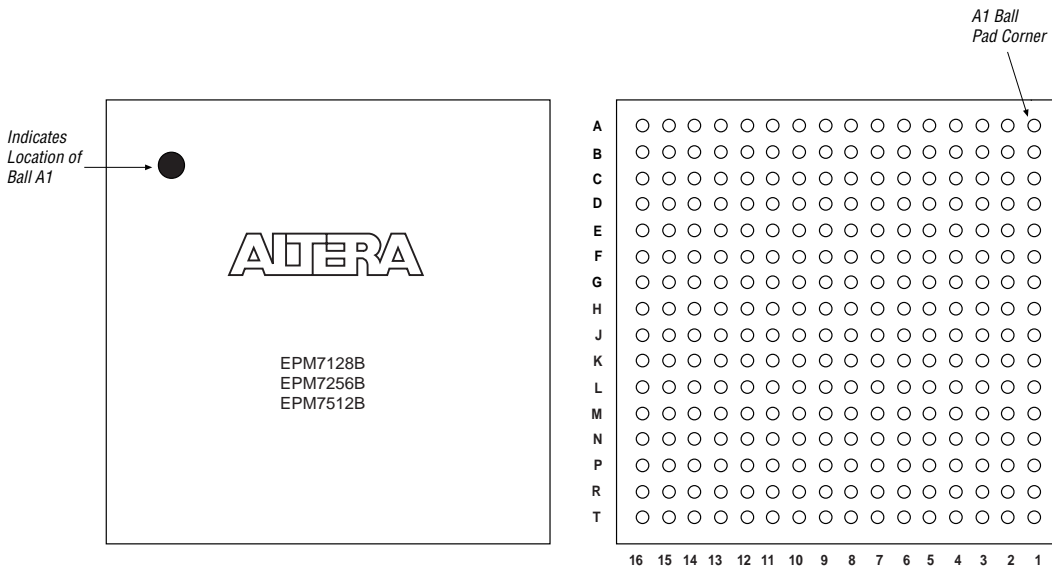 A1 Ball
Pad Corner
Indicates
Location of
Ball A1
ALTERA
EPM7128B
EPM7256B
EPM7512B
A
B
C
D
E
F
G
H
J
K
L
M
N
P
R
T
16 15 14 13 12 11 10 9 8 7 6 5 4 3 2 1